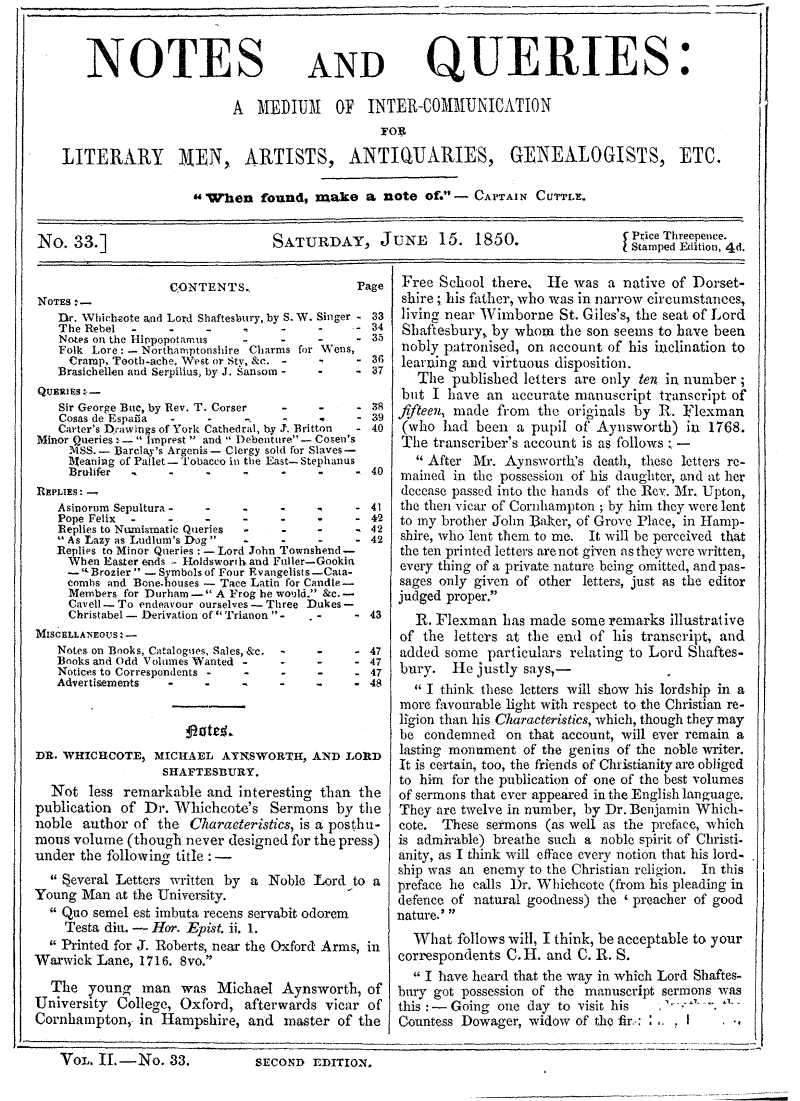 NOTES AND QUERIES:
A MEDIUM OF INTER-COMMUNICATION
FOR
LITERARY MEN, ARTISTS, ANTIQUARIES, GENEALOGISTS, ETC.
"When found, make a note of." — CAPTAIN CUTTLE.
No. 33.] SATURDAY, JUNE 15. 1850. { Price Threepence.
{ Stamped Edition, 4d.
CONTENTS. Page
NOTES :—
Dr. Whichcote and Lord Shaftesbury, by S. W. Singer - 33
The Rebel - - - - - - 34
Notes on the Hippopotamus - - - 35
Folk Lore: — Northamptonshire Charms for Wens,
Cramp, Tooth-ache, West or Sty, &c. - - - 36
Brasichellen and Serpilius, by J. Sansom - - - 37
QUERIES :—
Sir George Buc, by Rev. T. Corser - - - 38
Cosas de España - - - - - 39
Carter's Drawings of York Cathedral, by J. Britton - 40
Minor Queries : — " Imprest " and " Debenture" — Cosen's
MSS. — Barclay's Argenis — Clergy sold for Slaves —
Meaning of Pallet — Tobacco in the East — Stephanus
Brulifer - - - - - - 40
REPLIES: —
Asinorum Sepultura - - - - - - 41
Pope Felix - - - - - - - 42
Replies to Numismatic Queries - - - - 42
" As Lazy as Ludlum's Dog " - - - - 42
Replies to Minor Queries : — Lord John Townshend —
When Easter ends - Holdsworth and Fuller—Gookin
— " Brozier " — Symbols of Four Evangelists — Cata-
combs and Bone-houses — Tace Latin for Candle —
Members for Durham — " A Frog he would," &c. —
Cavell — To endeavour ourselves — Three Dukes —
Christabel — Derivation of " Trianon " - - - 43
MISCELLANEOUS :—
Notes on Books, Catalogues, Sales, &c. - - - 47
Books and Odd Volumes Wanted - - - - 47
Notices to Correspondents - - - - - 47
Advertisements - - - - - - 48
Notes.
DR. WHICHCOTE, MICHAEL AYNSWORTH, AND LORD
SHAFTESBURY.
Not less remarkable and interesting than the
publication of Dr. Whichcote's Sermons by the
noble author of the Characteristics, is a posthu-
mous volume (though never designed for the press)
under the following title : —
" Several Letters written by a Noble Lord to a
Young Man at the University.
" Quo semel est imbuta recens servabit odorem
Testa diu. — Hor. Epist. ii. 1.
" Printed for J. Roberts, near the Oxford Arms, in
Warwick Lane, 1716. 8vo."
The young man was Michael Aynsworth, of
University College, Oxford, afterwards vicar of
Cornhampton, in Hampshire, and master of the
Free School there. He was a native of Dorset-
shire ; his father, who was in narrow circumstances,
living near Wimborne St. Giles's, the seat of Lord
Shaftesbury, by whom the son seems to have been
nobly patronised, on account of his inclination to
learning and virtuous disposition.
The published letters are only ten in number ;
but I have an accurate manuscript transcript of
fifteen, made from the originals by R. Flexman
(who had been a pupil of Aynsworth) in 1768.
The transcriber's account is as follows : —
" After Mr. Aynsworth's death, these letters re-
mained in the possession of his daughter, and at her
decease passed into the hands of the Rev. Mr. Upton,
the then vicar of Cornhampton ; by him they were lent
to my brother John Baker, of Grove Place, in Hamp-
shire, who lent them to me. It will be perceived that
the ten printed letters are not given as they were written,
every thing of a private nature being omitted, and pas-
sages only given of other letters, just as the editor
judged proper."
R. Flexman has made some remarks illustrative
of the letters at the end of his transcript, and
added some particulars relating to Lord Shaftes-
bury. He justly says,—
" I think these letters will show his lordship in a
more favourable light with respect to the Christian re-
ligion than his Characteristics, which, though they may
be condemned on that account, will ever remain a
lasting monument of the genius of the noble writer.
It is certain, too, the friends of Christianity are obliged
to him for the publication of one of the best volumes
of sermons that ever appeared in the English language.
They are twelve in number, by Dr. Benjamin Which-
cote. These sermons (as well as the preface, which
is admirable) breathe such a noble spirit of Christi-
anity, as I think will efface every notion that his lord-
ship was an enemy to the Christian religion. In this
preface he calls Dr. Whichcote (from his pleading in
defence of natural goodness) the ' preacher of good
nature.' "
What follows will, I think, be acceptable to your
correspondents C. H. and C. R. S.
" I have heard that the way in which Lord Shaftes-
bury got possession of the manuscript sermons was
this : — Going one day to visit his
Countess Dowager, widow of the
VOL. II.—No. 33. SECOND EDITION.